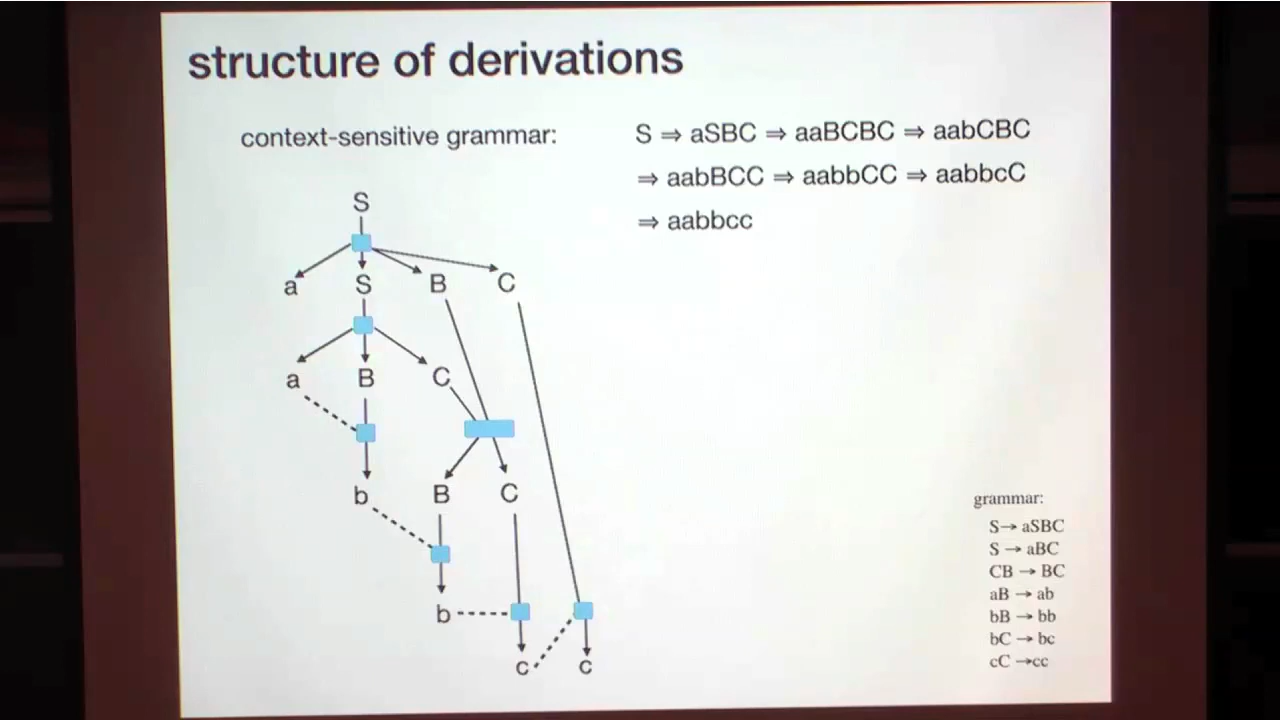 structure of derivations
context-sensitive grammar:
S ⇒ aSBC ⇒ aaBCBC ⇒ aabCBC
⇒ aabBCC ⇒ aabbCC ⇒ aabbcC
⇒ aabbcc
S
a S B C
a B C
b B C
b
c c
grammar:
S→ aSBC
S → aBC
CB → BC
aB → ab
bB → bb
bC → bc
cC →cc